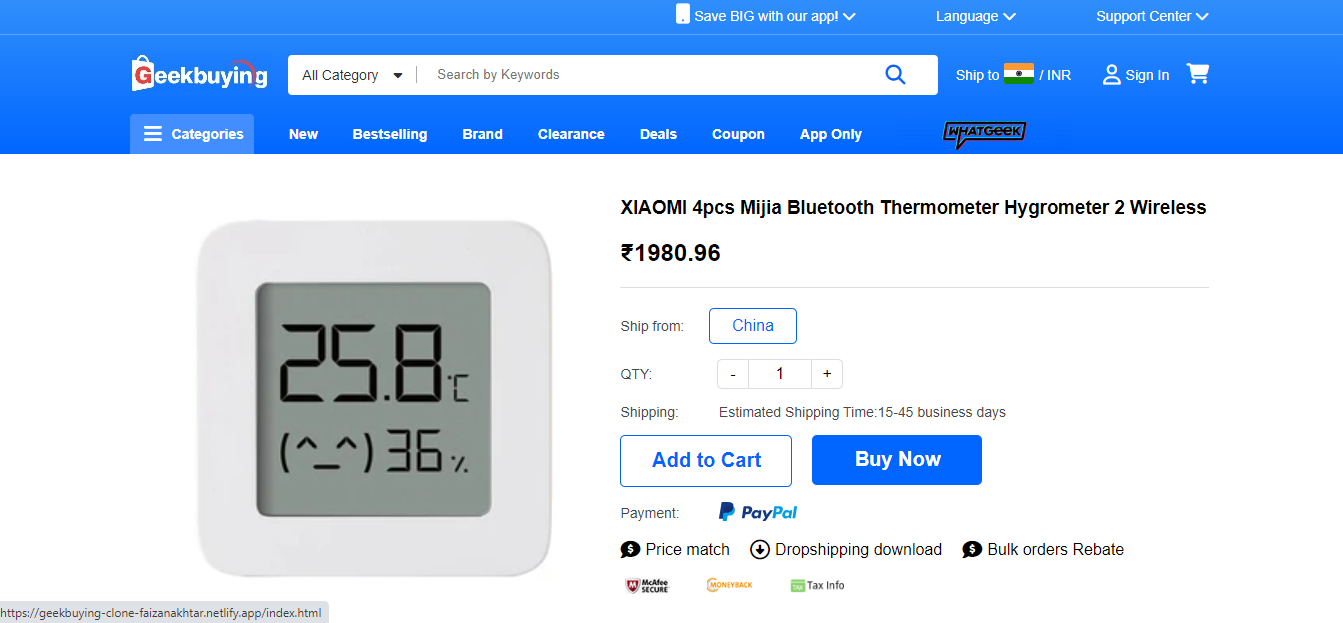 Save BIG with our app!
Language
Support Center
Geekbuying
All Category
Search by Keywords
Ship to / INR
Sign In
Categories
New
Bestselling
Brand
Clearance
Deals
Coupon
App Only
WHATGEEK
XIAOMI 4pcs Mijia Bluetooth Thermometer Hygrometer 2 Wireless
₹1980.96
25.8°C
(^_^) 36%
Ship from: China
QTY: - 1 +
Shipping: Estimated Shipping Time:15-45 business days
Add to Cart
Buy Now
Payment: PayPal
$ Price match
Dropshipping download
$ Bulk orders Rebate
McAfee
SECURE
MONEYBACK
TAX Tax Info
https://geekbuying-clone-faizanakhtar.netlify.app/index.html